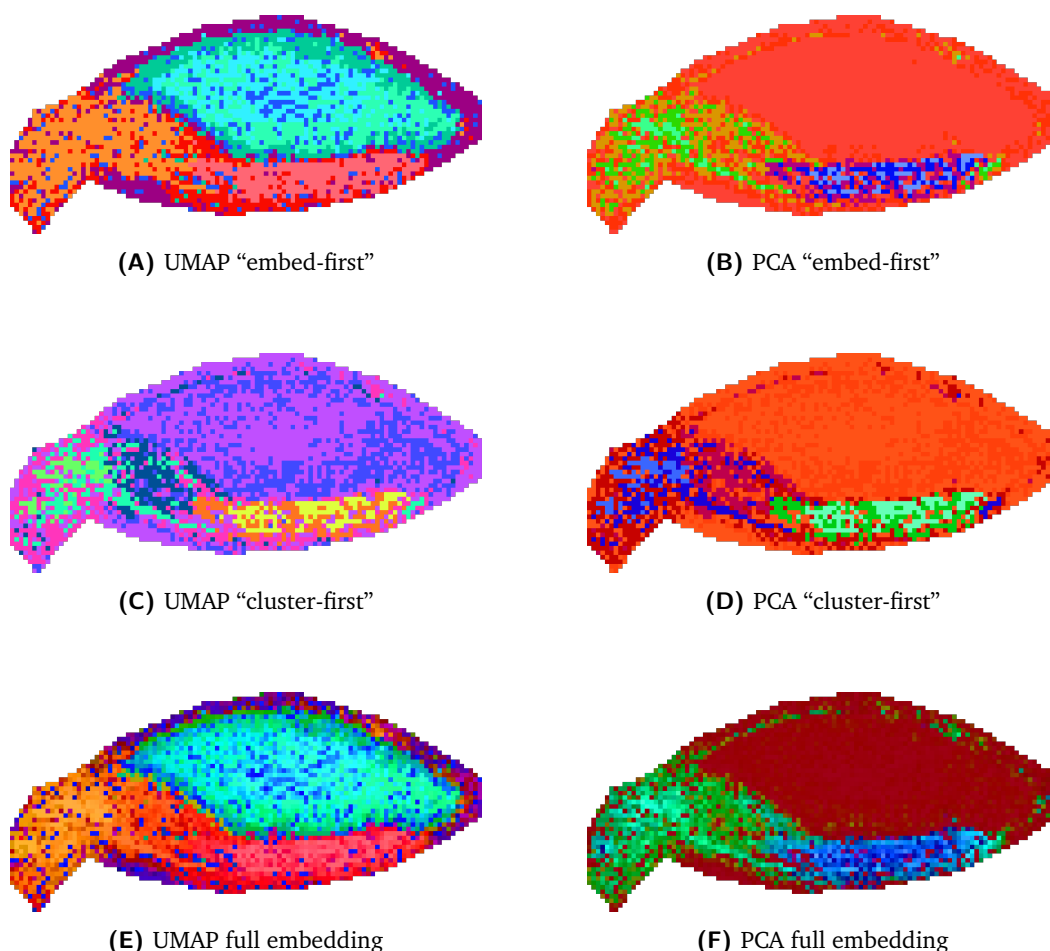 (A) UMAP “embed-first”
(B) PCA “embed-first”
(C) UMAP “cluster-first”
(D) PCA “cluster-first”
(E) UMAP full embedding
(F) PCA full embedding